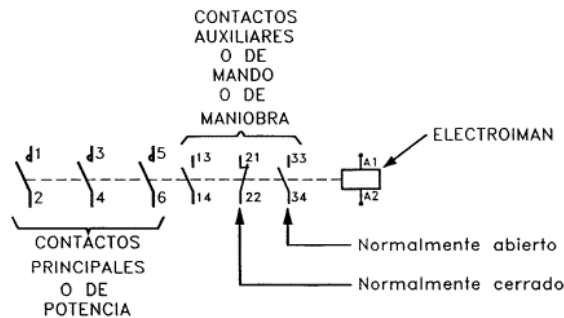 CONTACTOS
AUXILIARES
O DE
MANDO
O DE
MANIOBRA
ELECTROIMAN
1 3 5 13 21 33 A1
2 4 6 14 22 34 A2
CONTACTOS
PRINCIPALES
O DE
POTENCIA
Normalmente abierto
Normalmente cerrado